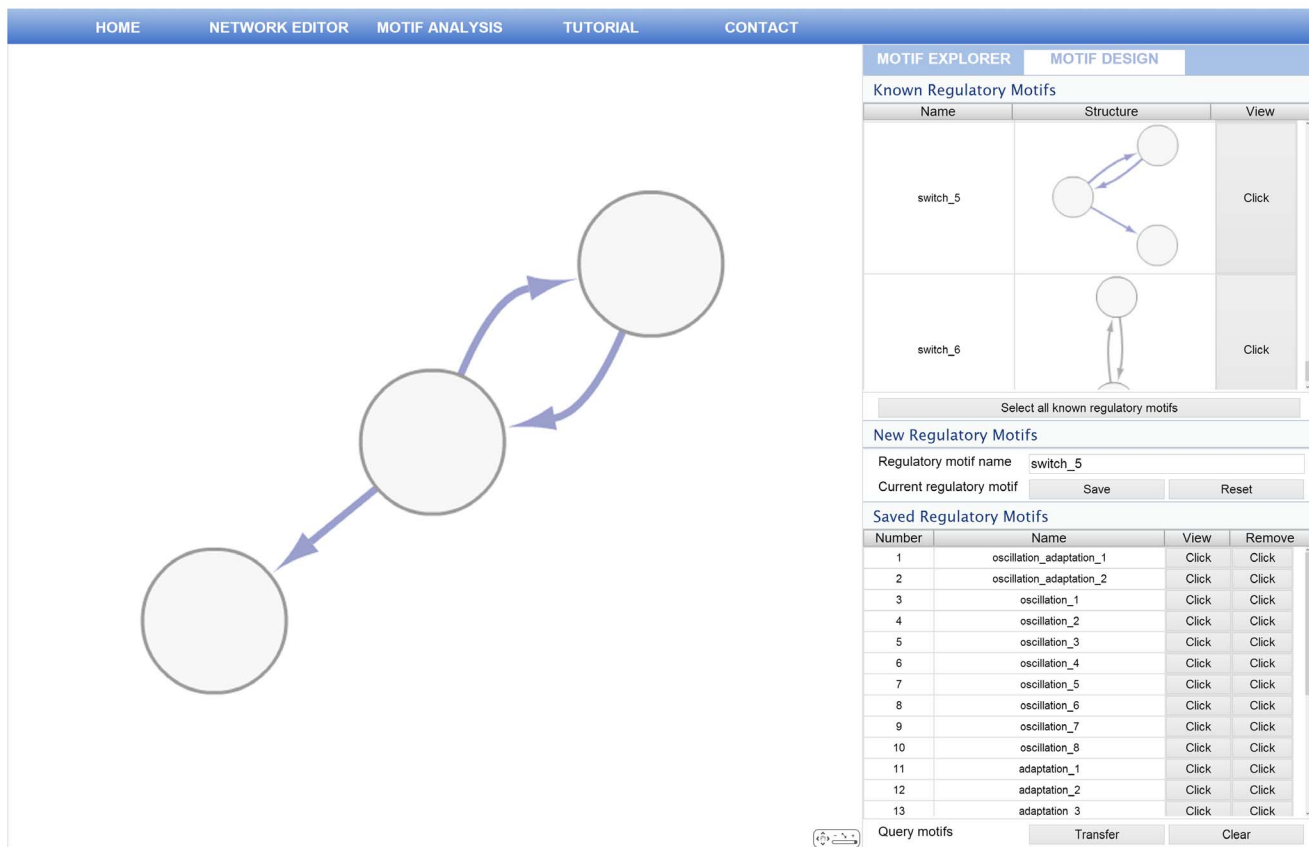 HOME NETWORK EDITOR MOTIF ANALYSIS TUTORIAL CONTACT
MOTIF EXPLORER MOTIF DESIGN
Known Regulatory Motifs
Name Structure View
switch_5 Click
switch_6 Click
Select all known regulatory motifs
New Regulatory Motifs
Regulatory motif name switch_5
Current regulatory motif Save Reset
Saved Regulatory Motifs
Number Name View Remove
1 oscillation_adaptation_1 Click Click
2 oscillation_adaptation_2 Click Click
3 oscillation_1 Click Click
4 oscillation_2 Click Click
5 oscillation_3 Click Click
6 oscillation_4 Click Click
7 oscillation_5 Click Click
8 oscillation_6 Click Click
9 oscillation_7 Click Click
10 oscillation_8 Click Click
11 adaptation_1 Click Click
12 adaptation_2 Click Click
13 adaptation_3 Click Click
Query motifs Transfer Clear